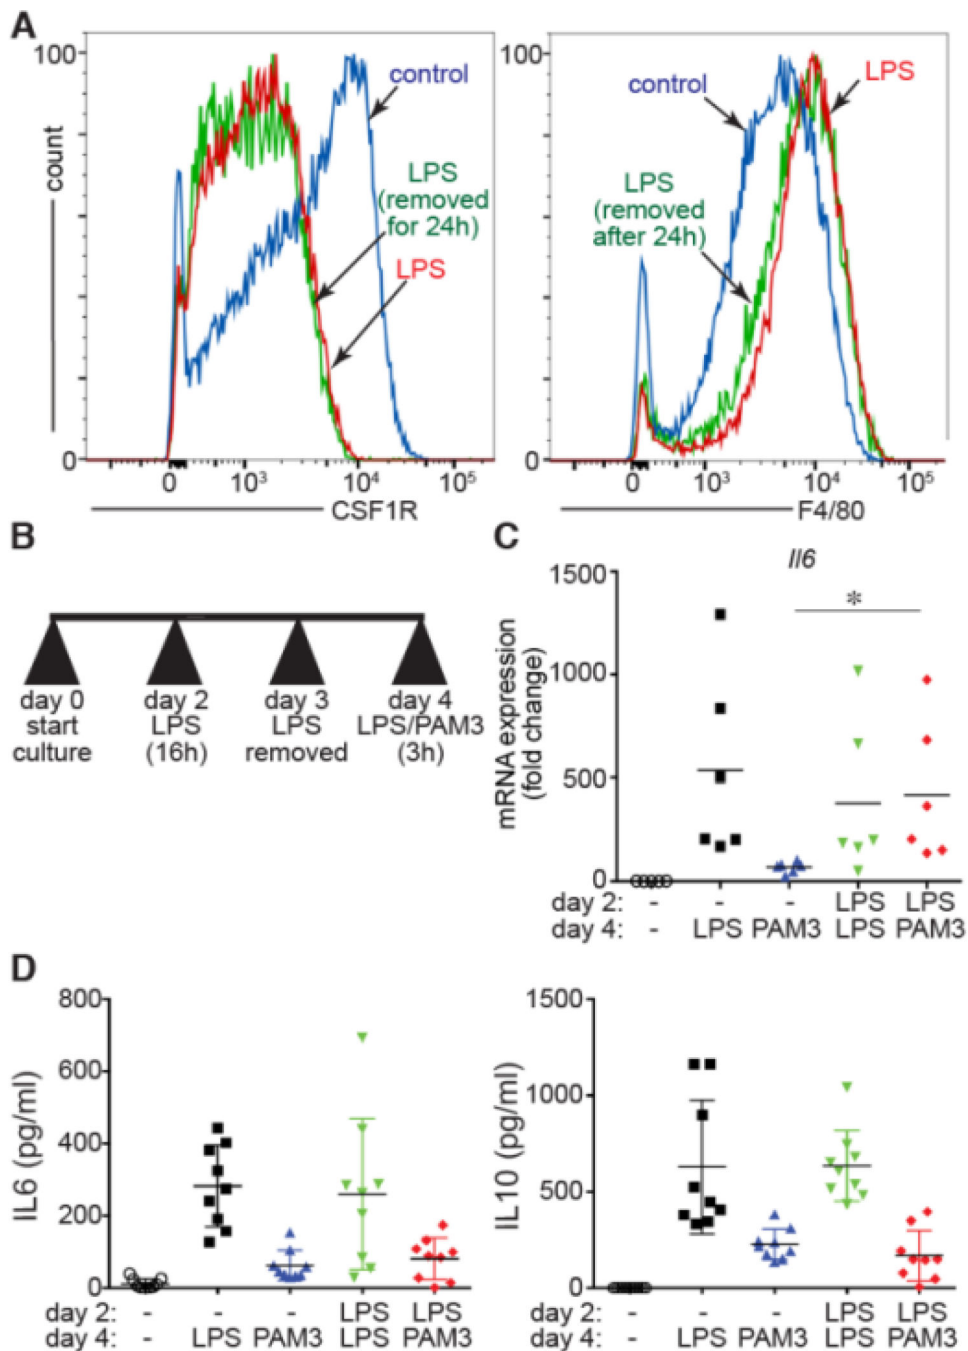 A
100
count
0
control
LPS
(removed
for 24h)
LPS
0 10³ 10⁴ 10⁵
CSF1R
100
0
control
LPS
LPS
(removed
after 24h)
0 10³ 10⁴ 10⁵
F4/80
B
day 0
start
culture
day 2
LPS
(16h)
day 3
LPS
removed
day 4
LPS/PAM3
(3h)
C
Il6
mRNA expression
(fold change)
1500
1000
500
0
*
day 2: - - - LPS LPS
day 4: - LPS PAM3 LPS PAM3
D
IL6 (pg/ml)
800
600
400
200
0
day 2: - - - LPS LPS
day 4: - LPS PAM3 LPS PAM3
IL10 (pg/ml)
1500
1000
500
0
day 2: - - - LPS LPS
day 4: - LPS PAM3 LPS PAM3